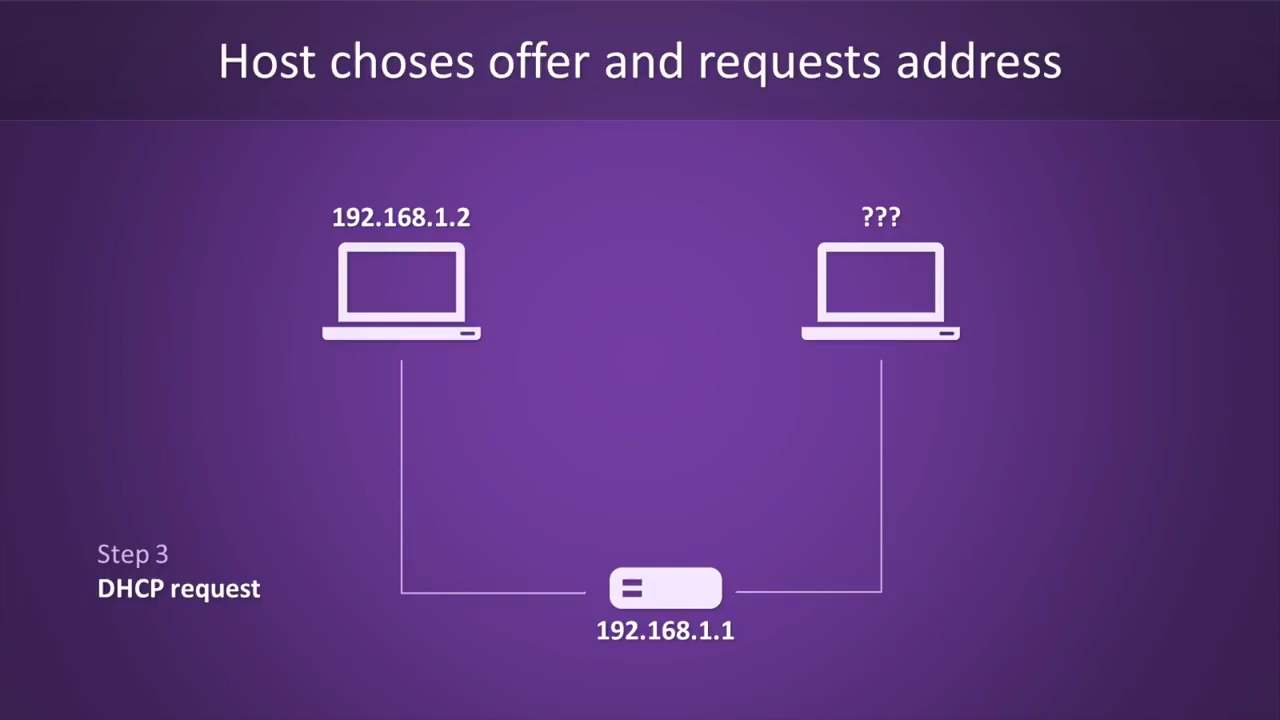 Host choses offer and requests address
192.168.1.2
???
Step 3
DHCP request
192.168.1.1